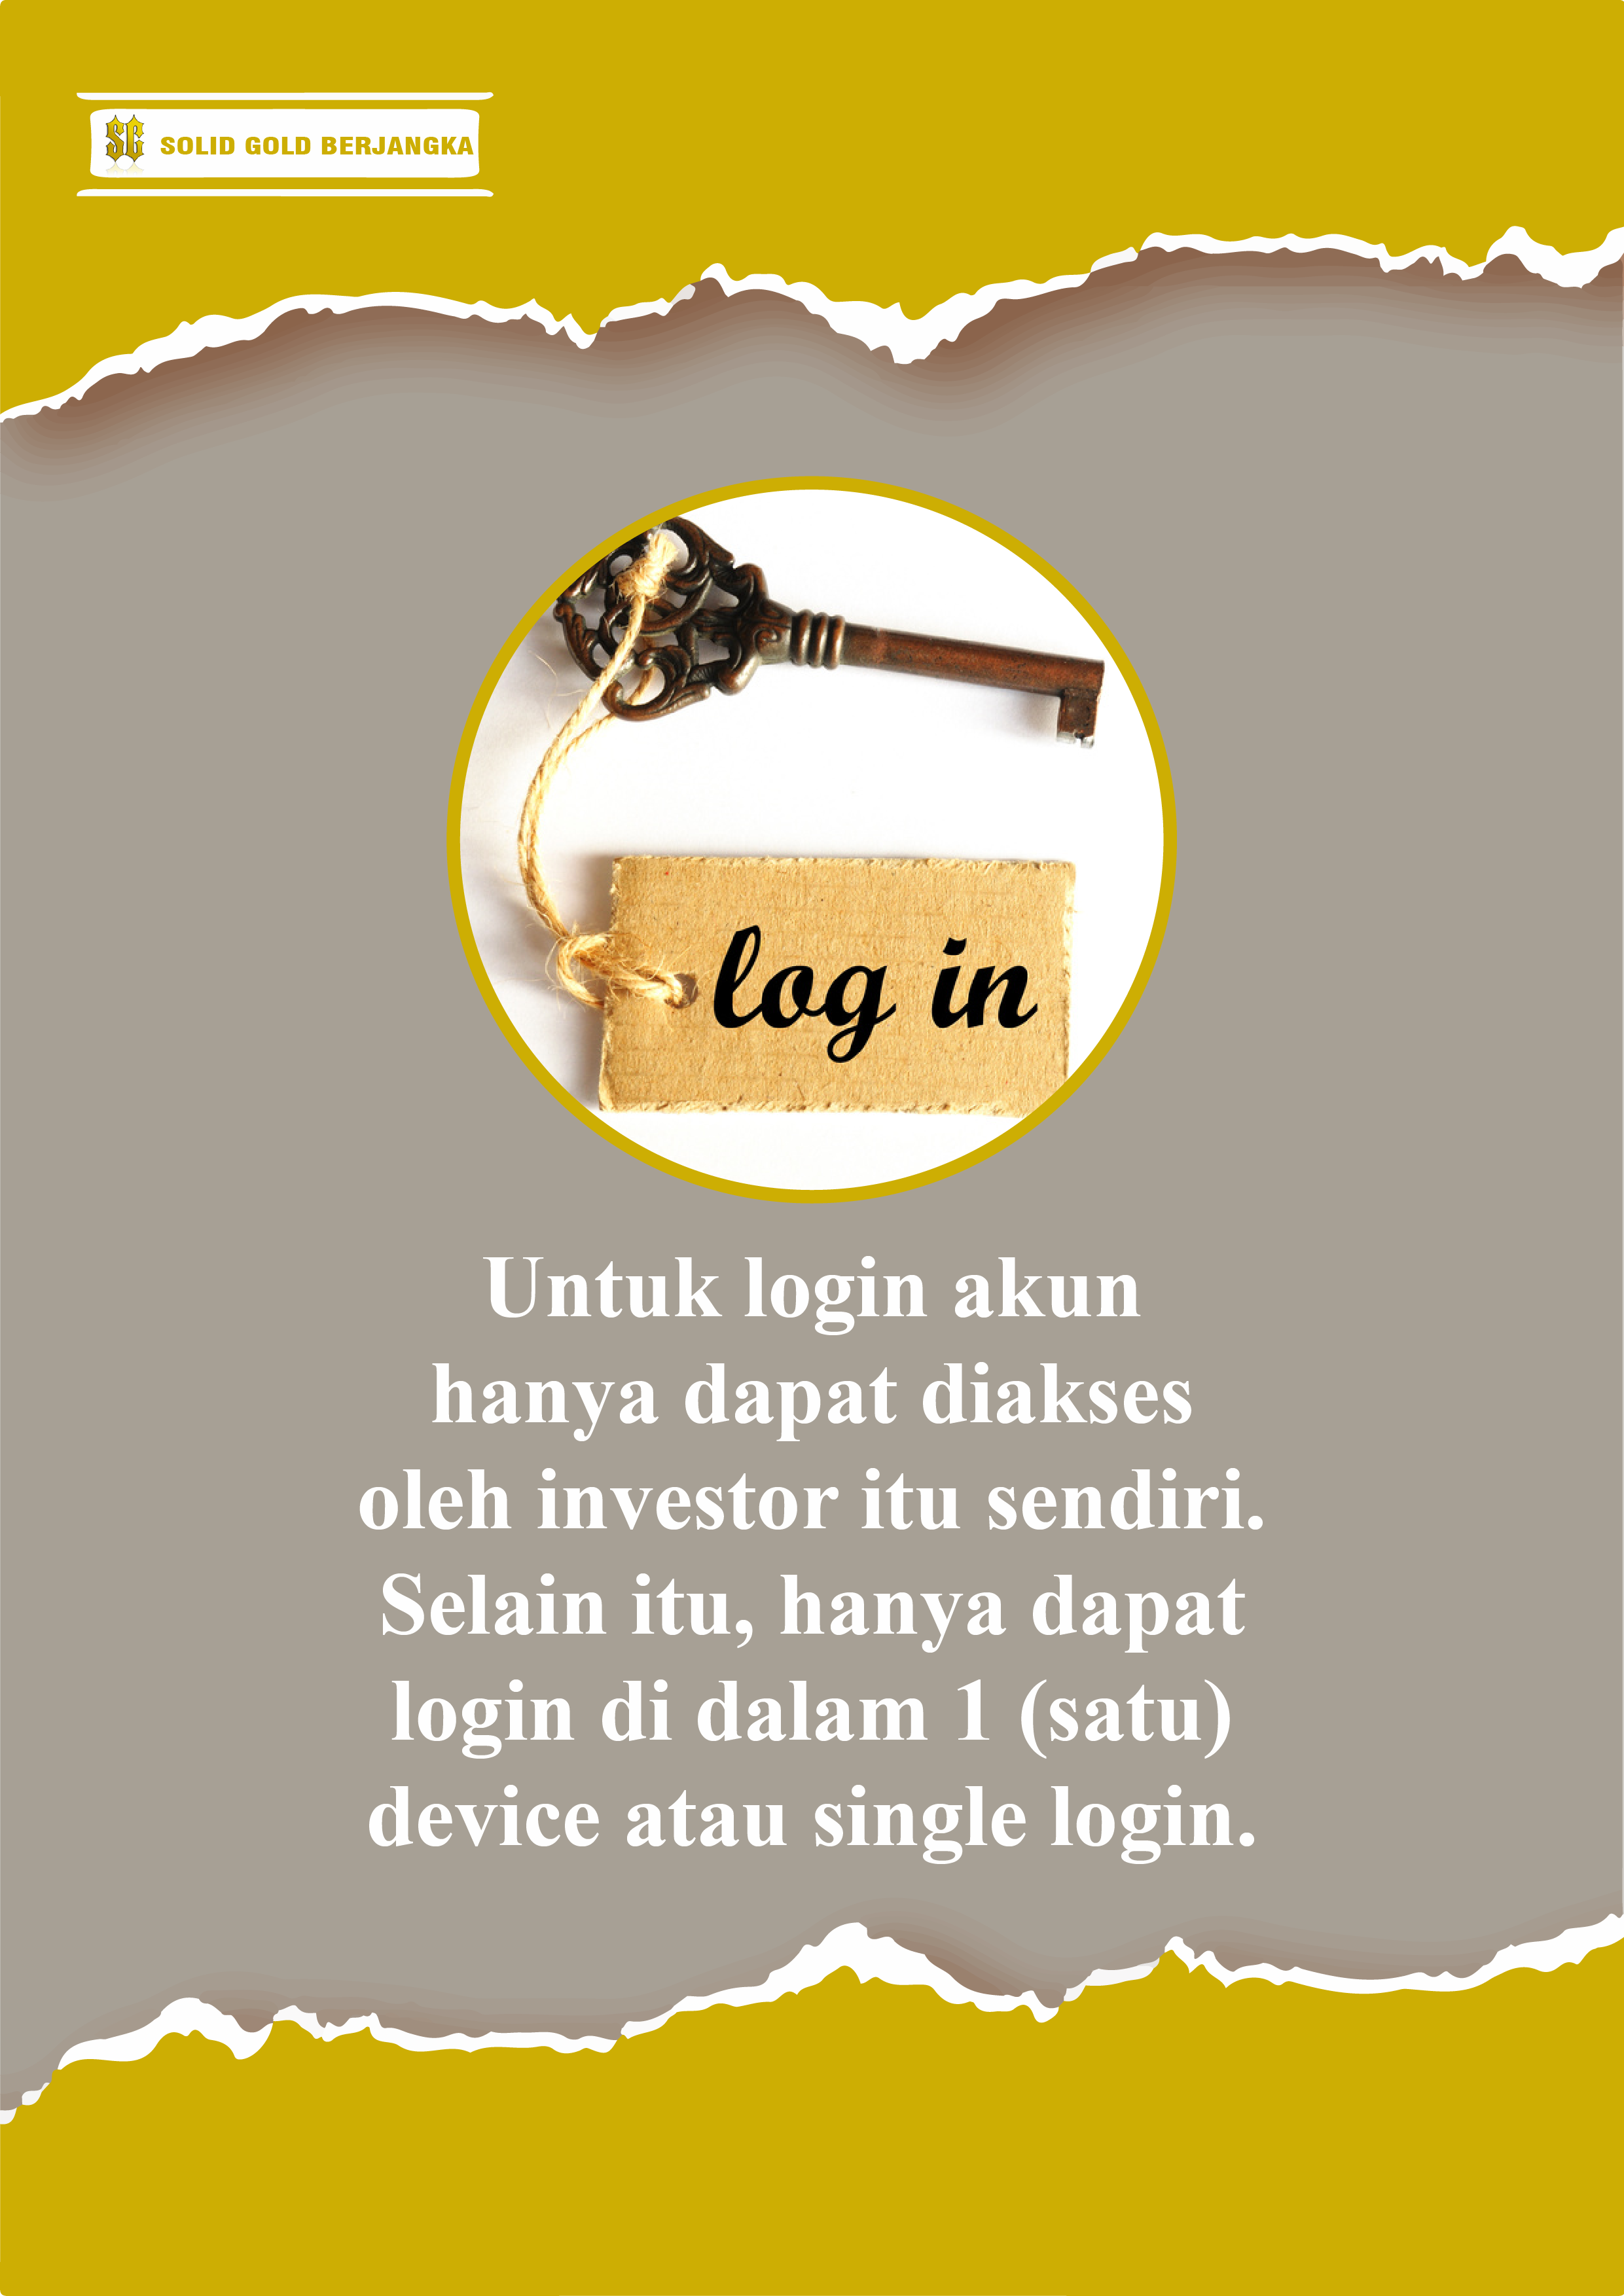 SG SOLID GOLD BERJANGKA
log in
Untuk login akun
hanya dapat diakses
oleh investor itu sendiri.
Selain itu, hanya dapat
login di dalam 1 (satu)
device atau single login.